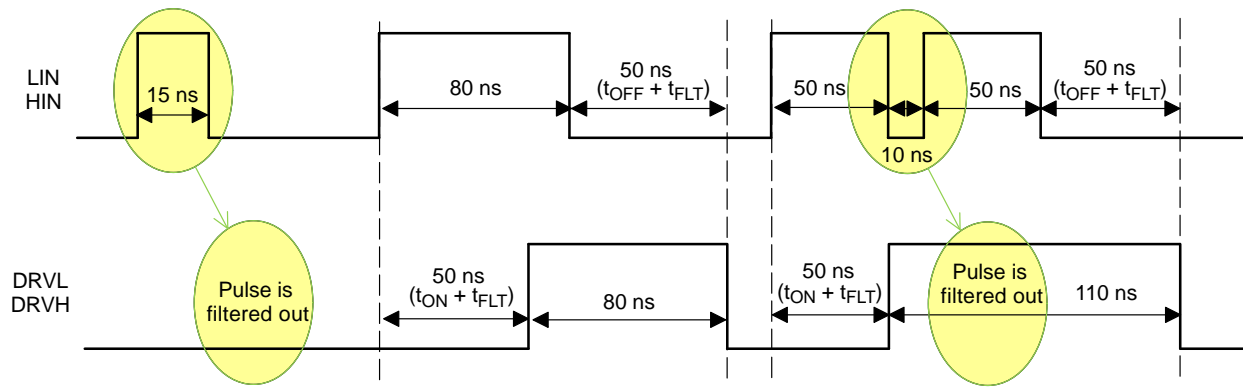 LIN
HIN
15 ns
80 ns
50 ns
(tOFF + tFLT)
50 ns
10 ns
50 ns
50 ns
(tOFF + tFLT)
DRVL
DRVH
Pulse is
filtered out
50 ns
(tON + tFLT)
80 ns
50 ns
(tON + tFLT)
Pulse is
filtered out
110 ns